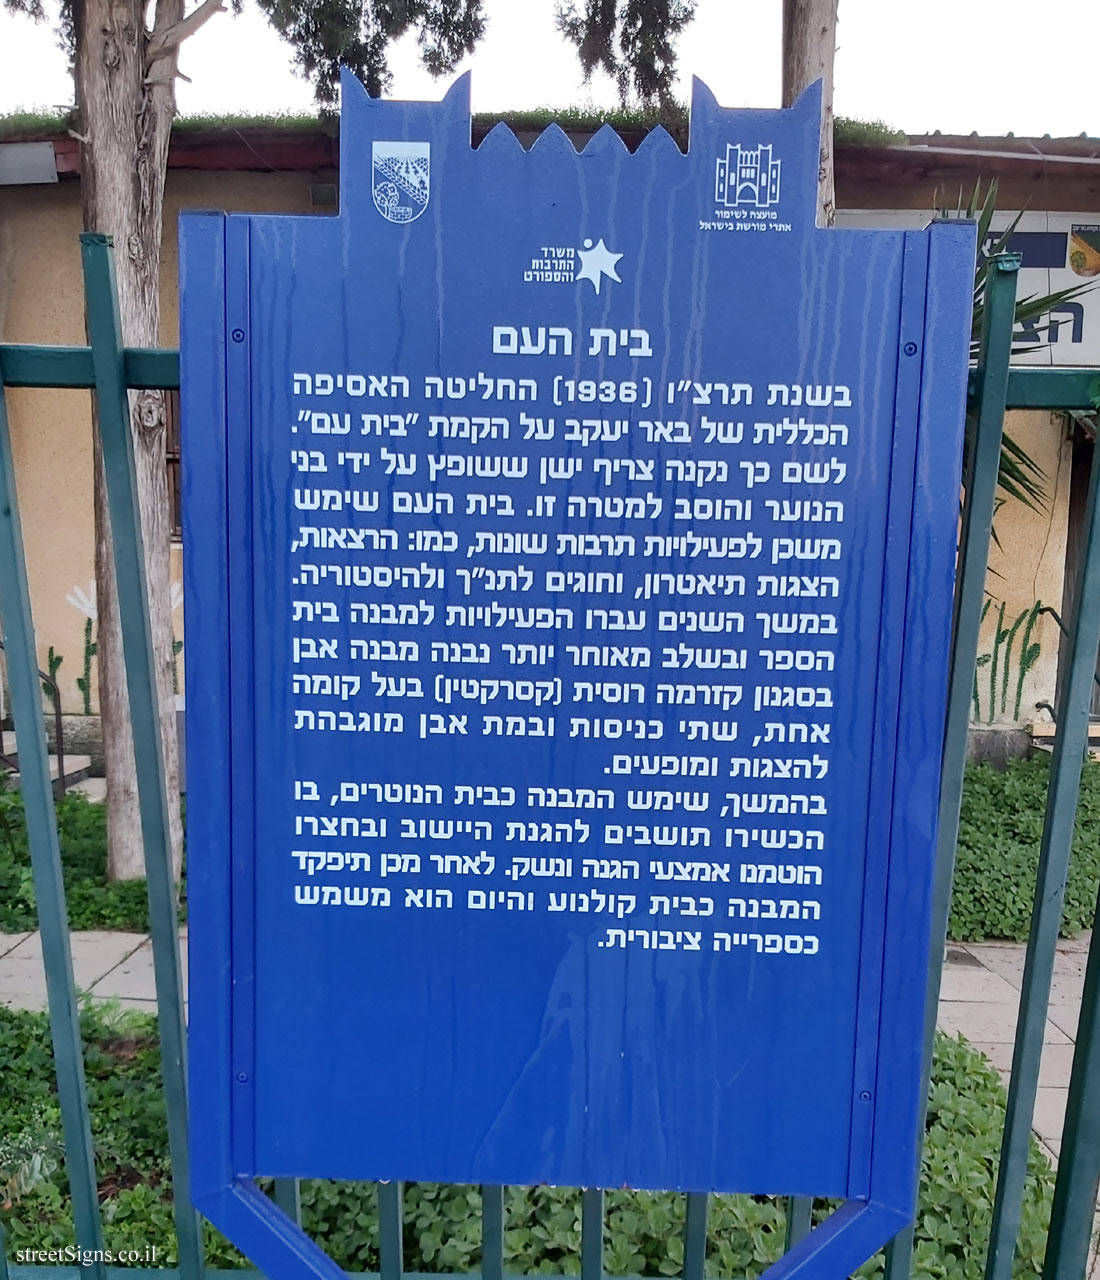 מועצה לשימור
אתרי מורשת בישראל
משרד
התרבות
והספורט
בית העם
בשנת תרצ"ו (1936) החליטה האסיפה
הכללית של באר יעקב על הקמת "בית עם".
לשם כך נקנה צריף ישן ששופץ על ידי בני
הנוער והוסב למטרה זו. בית העם שימש
משכן לפעילויות תרבות שונות, כמו: הרצאות,
הצגות תיאטרון, וחוגים לתנ"ך ולהיסטוריה.
במשך השנים עברו הפעילויות למבנה בית
הספר ובשלב מאוחר יותר נבנה מבנה אבן
בסגנון קזרמה רוסית (קסרקטין) בעל קומה
אחת, שתי כניסות ובמת אבן מוגבהת
להצגות ומופעים.
בהמשך, שימש המבנה כבית הנוטרים, בו
הכשירו תושבים להגנת היישוב ובחצרו
הוטמנו אמצעי הגנה ונשק. לאחר מכן תיפקד
המבנה כבית קולנוע והיום הוא משמש
כספרייה ציבורית.
streetSigns.co.il